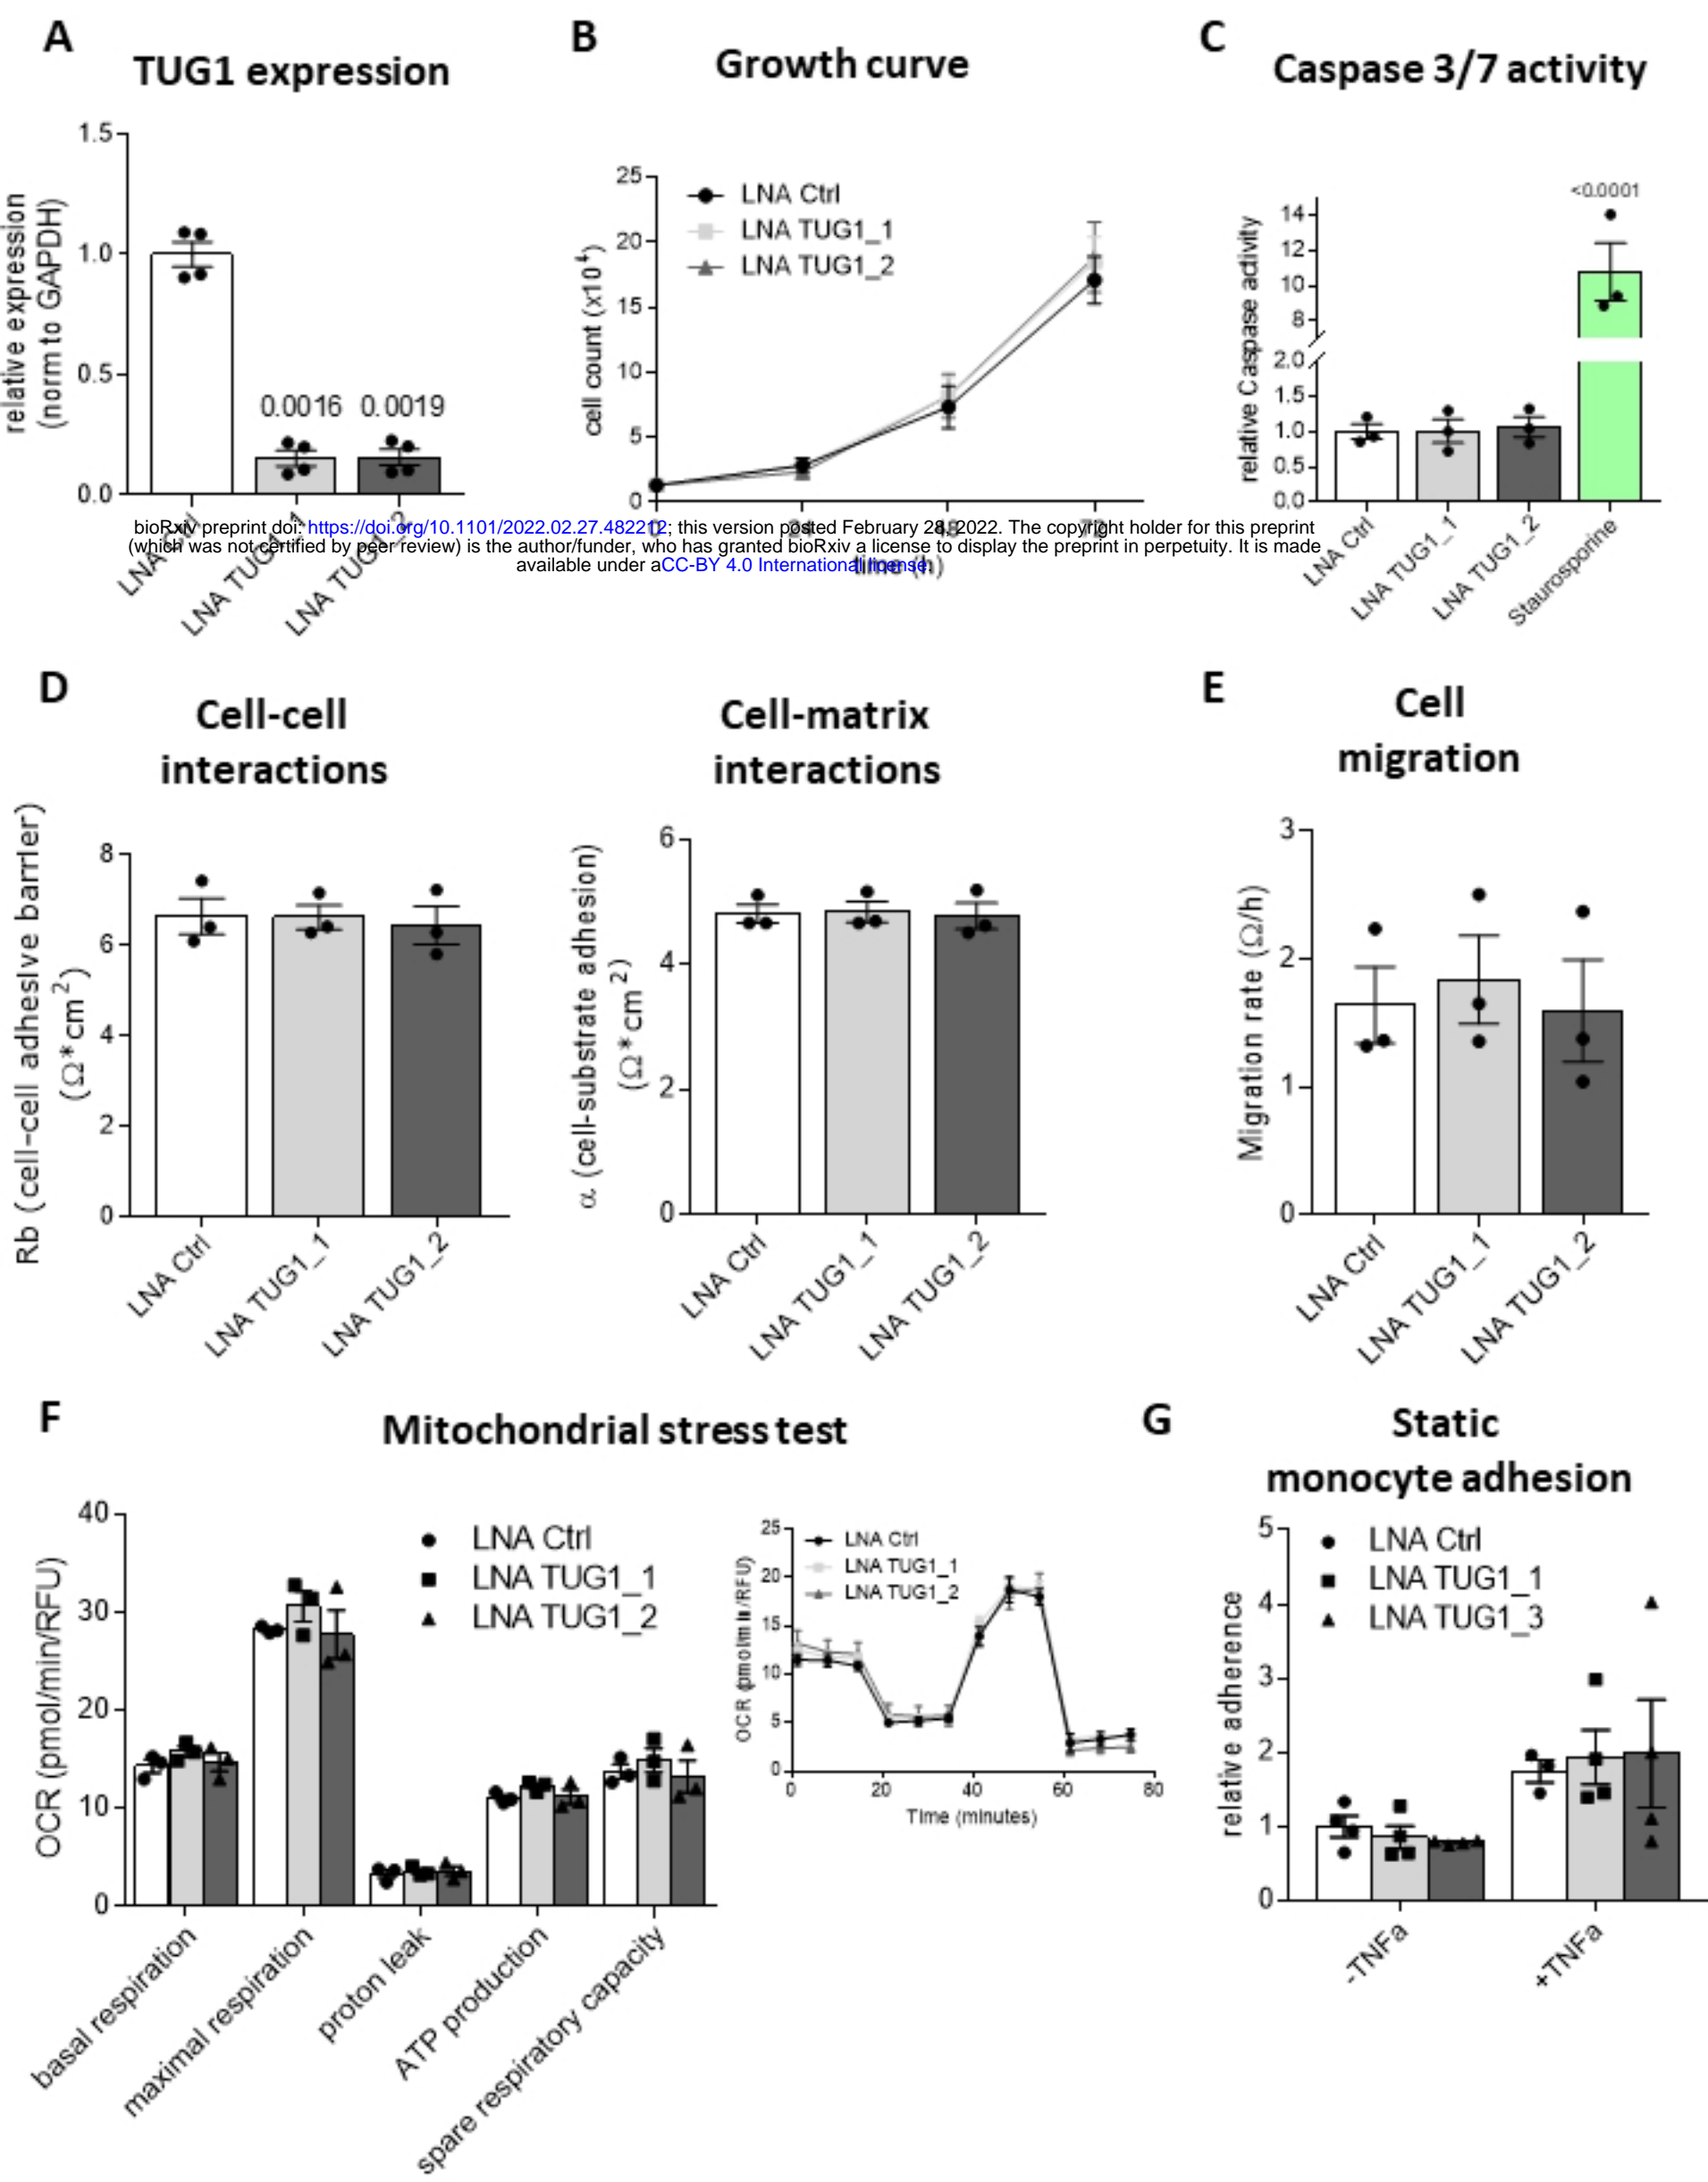 A
TUG1 expression
relative expression
(norm to GAPDH)
1.5
1.0
0.5
0.0
0.0016 0.0019
LNA Ctrl
LNA TUG1_1
LNA TUG1_2
B
Growth curve
cell count (x10^4)
25
20
15
10
5
0
LNA Ctrl
LNA TUG1_1
LNA TUG1_2
time (h)
C
Caspase 3/7 activity
relative Caspase activity
14
12
10
8
2.0
1.5
1.0
0.5
0.0
<0.0001
LNA Ctrl
LNA TUG1_1
LNA TUG1_2
Staurosporine
bioRxiv preprint doi: https://doi.org/10.1101/2022.02.27.482212; this version posted February 28, 2022. The copyright holder for this preprint
(which was not certified by peer review) is the author/funder, who has granted bioRxiv a license to display the preprint in perpetuity. It is made
available under aCC-BY 4.0 International license.
D
Cell-cell
interactions
Rb (cell-cell adhesive barrier)
(Ω*cm²)
8
6
4
2
0
LNA Ctrl
LNA TUG1_1
LNA TUG1_2
Cell-matrix
interactions
α (cell-substrate adhesion)
(Ω*cm²)
6
4
2
0
LNA Ctrl
LNA TUG1_1
LNA TUG1_2
E
Cell
migration
Migration rate (Ω/h)
3
2
1
0
LNA Ctrl
LNA TUG1_1
LNA TUG1_2
F
Mitochondrial stress test
OCR (pmol/min/RFU)
40
30
20
10
0
LNA Ctrl
LNA TUG1_1
LNA TUG1_2
basal respiration
maximal respiration
proton leak
ATP production
spare respiratory capacity
OCR (pmol/min/RFU)
25
20
15
10
5
0
LNA Ctrl
LNA TUG1_1
LNA TUG1_2
0 20 40 60 80
Time (minutes)
G
Static
monocyte adhesion
relative adherence
5
4
3
2
1
0
LNA Ctrl
LNA TUG1_1
LNA TUG1_3
-TNFa
+TNFa